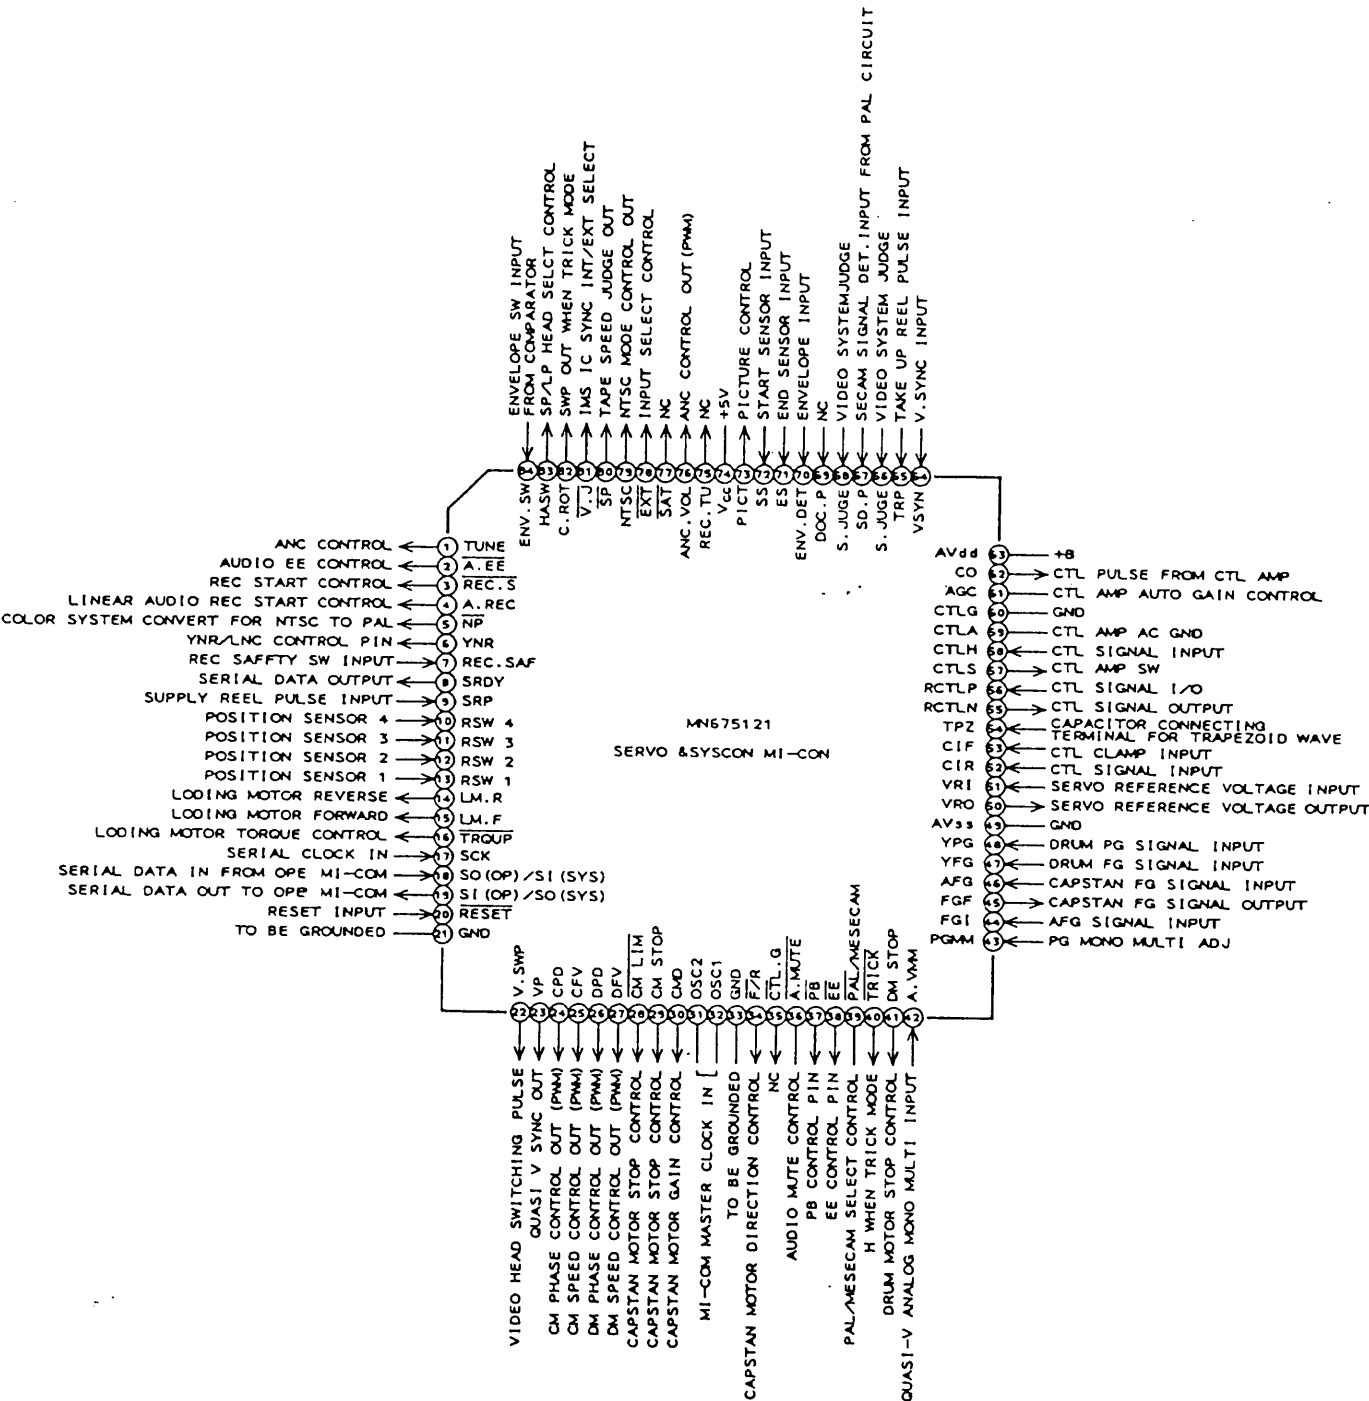 ENVELOPE SW INPUT
FROM COMPARATOR
SP/LP HEAD SELCT CONTROL
SWP OUT WHEN TRICK MODE
IMS IC SYNC INT/EXT SELECT
TAPE SPEED JUDGE OUT
NTSC MODE CONTROL OUT
INPUT SELECT CONTROL
NC
ANC CONTROL OUT (PWM)
NC
+5V
PICTURE CONTROL
START SENSOR INPUT
END SENSOR INPUT
ENVELOPE INPUT
NC
VIDEO SYSTEMJUDGE
SECAM SIGNAL DET.INPUT FROM PAL CIRCUIT
VIDEO SYSTEM JUDGE
TAKE UP REEL PULSE INPUT
V.SYNC INPUT
84 83 82 81 80 79 78 77 76 75 74 73 72 71 70 69 68 67 66 65 64
ENV.SW
HASW
C.ROT
V.J
SP
NTSC
EXT
SAT
ANC.VOL
REC.TU
Vcc
PICT
SS
ES
ENV.DET
DOC.P
S.JUGE
SD.P
S.JUGE
TRP
VSYN
ANC CONTROL 1 TUNE
AUDIO EE CONTROL 2 A.EE
REC START CONTROL 3 REC.S
LINEAR AUDIO REC START CONTROL 4 A.REC
COLOR SYSTEM CONVERT FOR NTSC TO PAL 5 NP
YNR/LNC CONTROL PIN 6 YNR
REC SAFFTY SW INPUT 7 REC.SAF
SERIAL DATA OUTPUT 8 SRDY
SUPPLY REEL PULSE INPUT 9 SRP
POSITION SENSOR 4 10 RSW 4
POSITION SENSOR 3 11 RSW 3
POSITION SENSOR 2 12 RSW 2
POSITION SENSOR 1 13 RSW 1
LODING MOTOR REVERSE 14 LM.R
LODING MOTOR FORWARD 15 LM.F
LODING MOTOR TORQUE CONTROL 16 TRQUP
SERIAL CLOCK IN 17 SCK
SERIAL DATA IN FROM OPE MI-COM 18 SO(OP)/SI(SYS)
SERIAL DATA OUT TO OPE MI-COM 19 SI(OP)/SO(SYS)
RESET INPUT 20 RESET
TO BE GROUNDED 21 GND
MN675121
SERVO &SYSCON MI-CON
AVdd 63 +B
CO 62 CTL PULSE FROM CTL AMP
AGC 61 CTL AMP AUTO GAIN CONTROL
CTLG 60 GND
CTLA 59 CTL AMP AC GND
CTLH 58 CTL SIGNAL INPUT
CTLS 57 CTL AMP SW
RCTLP 56 CTL SIGNAL I/O
RCTLN 55 CTL SIGNAL OUTPUT
TPZ 54 CAPACITOR CONNECTING
TERMINAL FOR TRAPEZOID WAVE
CIF 53 CTL CLAMP INPUT
CIR 52 CTL SIGNAL INPUT
VRI 51 SERVO REFERENCE VOLTAGE INPUT
VRO 50 SERVO REFERENCE VOLTAGE OUTPUT
AVss 49 GND
YPG 48 DRUM PG SIGNAL INPUT
YFG 47 DRUM FG SIGNAL INPUT
AFG 46 CAPSTAN FG SIGNAL INPUT
FGF 45 CAPSTAN FG SIGNAL OUTPUT
FGI 44 AFG SIGNAL INPUT
PGMM 43 PG MONO MULTI ADJ
V.SWP
VP
CPD
CFV
DPD
DFV
CM LIM
CM STOP
CMD
OSC2
OSC1
GND
F/R
CTL.G
A.MUTE
PB
EE
PAL/MESECAM
TRICK
DM STOP
A.VMM
22 23 24 25 26 27 28 29 30 31 32 33 34 35 36 37 38 39 40 41 42
VIDEO HEAD SWITCHING PULSE
QUASI V SYNC OUT
CM PHASE CONTROL OUT (PWM)
CM SPEED CONTROL OUT (PWM)
DM PHASE CONTROL OUT (PWM)
DM SPEED CONTROL OUT (PWM)
CAPSTAN MOTOR STOP CONTROL
CAPSTAN MOTOR STOP CONTROL
CAPSTAN MOTOR GAIN CONTROL
MI-COM MASTER CLOCK IN [
TO BE GROUNDED
CAPSTAN MOTOR DIRECTION CONTROL
NC
AUDIO MUTE CONTROL
PB CONTROL PIN
EE CONTROL PIN
PAL/MESECAM SELECT CONTROL
H WHEN TRICK MODE
DRUM MOTOR STOP CONTROL
QUASI-V ANALOG MONO MULTI INPUT